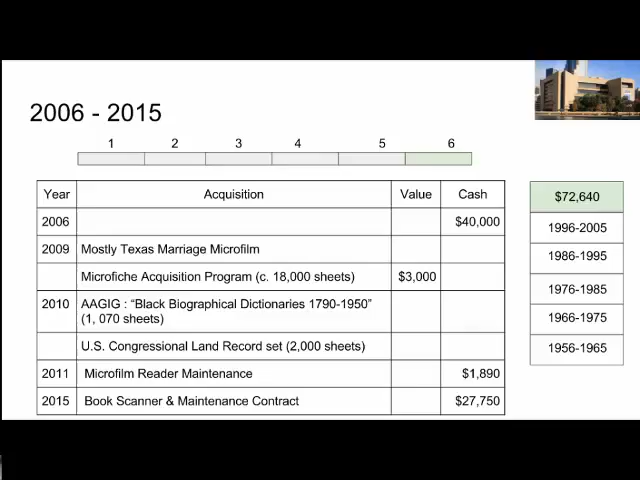 2006 - 2015
1 2 3 4 5 6
Year Acquisition Value Cash
2006 $40,000
2009 Mostly Texas Marriage Microfilm
Microfiche Acquisition Program (c. 18,000 sheets) $3,000
2010 AAGIG : “Black Biographical Dictionaries 1790-1950”
(1, 070 sheets)
U.S. Congressional Land Record set (2,000 sheets)
2011 Microfilm Reader Maintenance $1,890
2015 Book Scanner & Maintenance Contract $27,750
$72,640
1996-2005
1986-1995
1976-1985
1966-1975
1956-1965